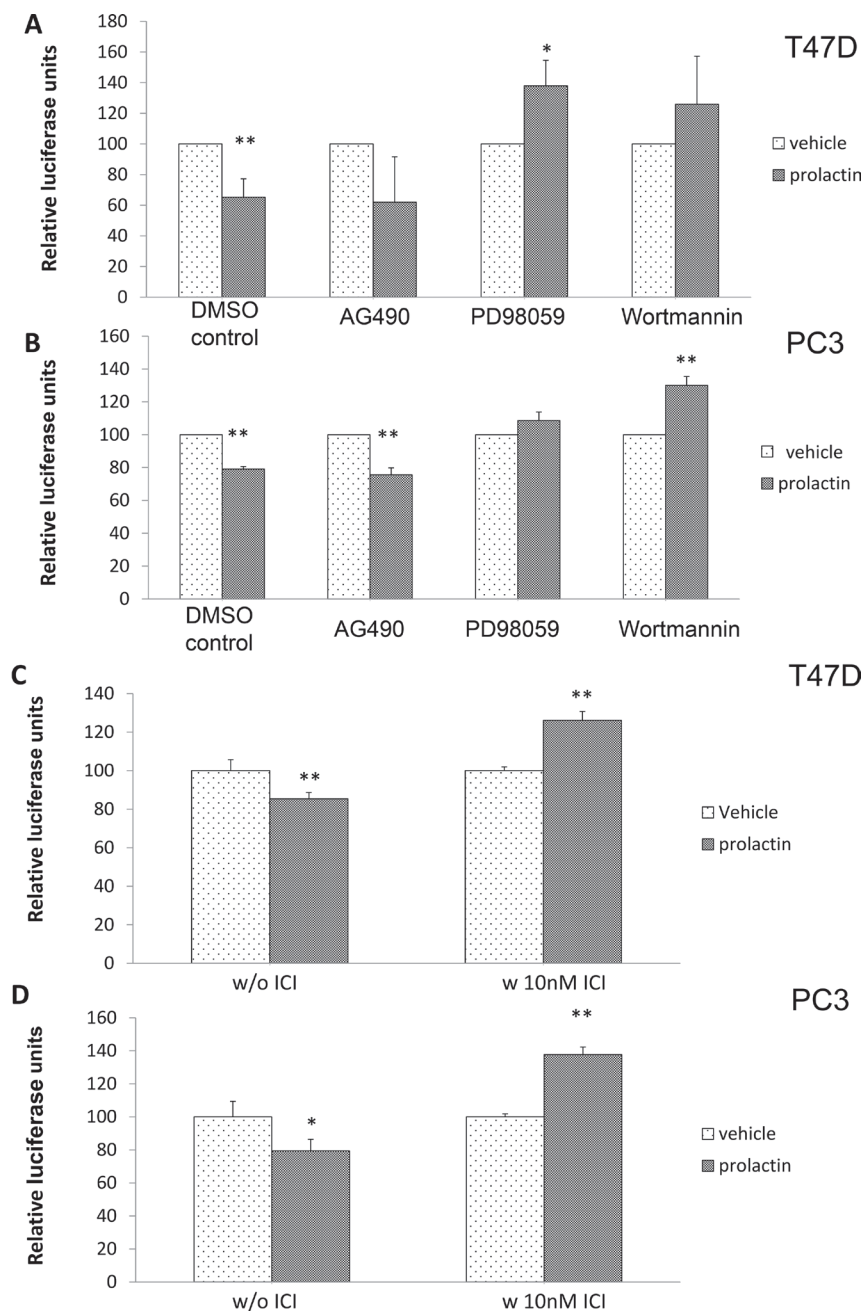 A
T47D
Relative luciferase units
180
160
140
120
100
80
60
40
20
0
**
*
vehicle
prolactin
DMSO
control
AG490
PD98059
Wortmannin
B
PC3
Relative luciferase units
160
140
120
100
80
60
40
20
0
**
**
**
vehicle
prolactin
DMSO
control
AG490
PD98059
Wortmannin
C
T47D
Relative luciferase units
140
120
100
80
60
40
20
0
**
**
Vehicle
prolactin
w/o ICI
w 10nM ICI
D
PC3
Relative luciferase units
160
140
120
100
80
60
40
20
0
*
**
vehicle
prolactin
w/o ICI
w 10nM ICI